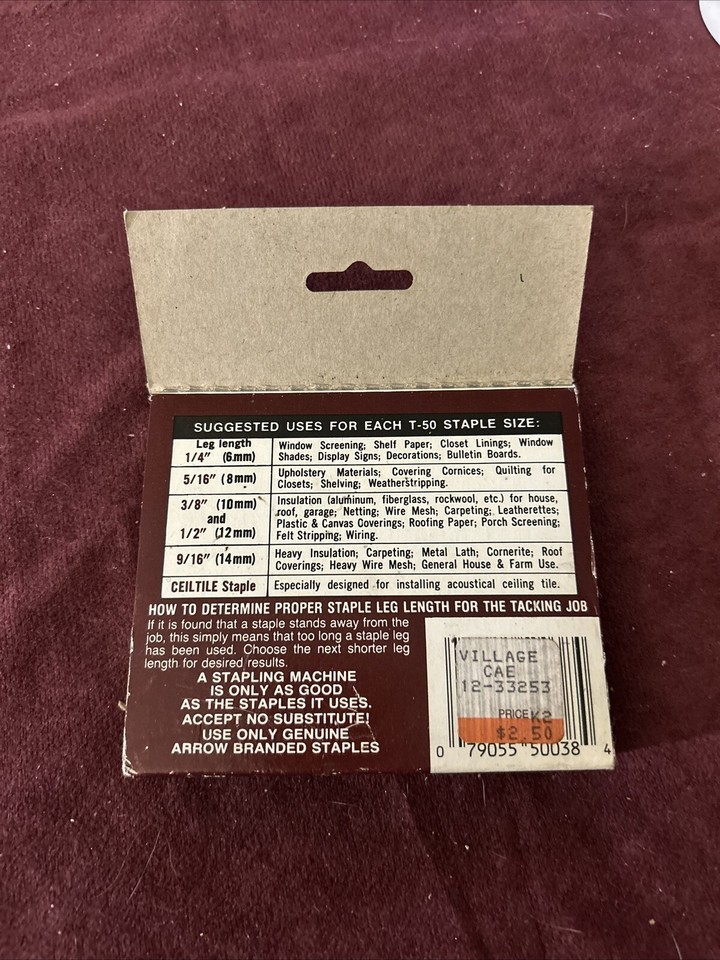 SUGGESTED USES FOR EACH T-50 STAPLE SIZE:
Leg length
1/4" (6mm)
Window Screening; Shelf Paper; Closet Linings; Window
Shades; Display Signs; Decorations; Bulletin Boards.
5/16" (8mm)
Upholstery Materials; Covering Cornices; Quilting for
Closets; Shelving; Weatherstripping.
3/8" (10mm)
and
1/2" (12mm)
Insulation (aluminum, fiberglass, rockwool, etc.) for house,
roof, garage; Netting; Wire Mesh; Carpeting; Leatherettes;
Plastic & Canvas Coverings; Roofing Paper; Porch Screening;
Felt Stripping; Wiring.
9/16" (14mm)
Heavy Insulation; Carpeting; Metal Lath; Cornerite; Roof
Coverings; Heavy Wire Mesh; General House & Farm Use.
CEILTILE Staple
Especially designed for installing acoustical ceiling tile.
HOW TO DETERMINE PROPER STAPLE LEG LENGTH FOR THE TACKING JOB
If it is found that a staple stands away from the
job, this simply means that too long a staple leg
has been used. Choose the next shorter leg
length for desired results.
A STAPLING MACHINE
IS ONLY AS GOOD
AS THE STAPLES IT USES.
ACCEPT NO SUBSTITUTE!
USE ONLY GENUINE
ARROW BRANDED STAPLES
VILLAGE
CAE
12-33253
PRICE K2
$2.50
0 79055 50038 4